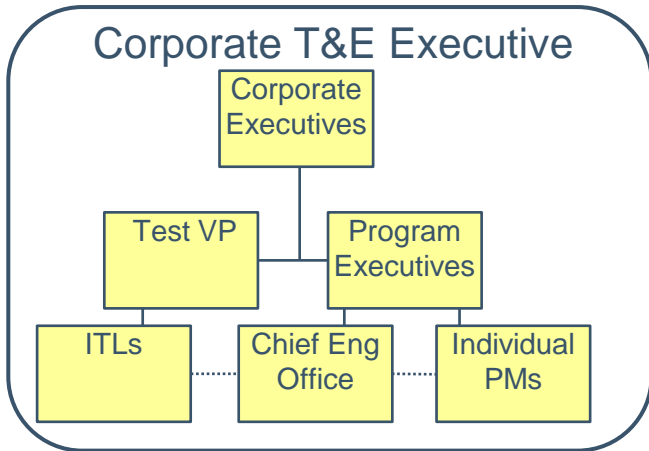 Corporate T&E Executive
Corporate
Executives
Test VP
Program
Executives
ITLs
Chief Eng
Office
Individual
PMs